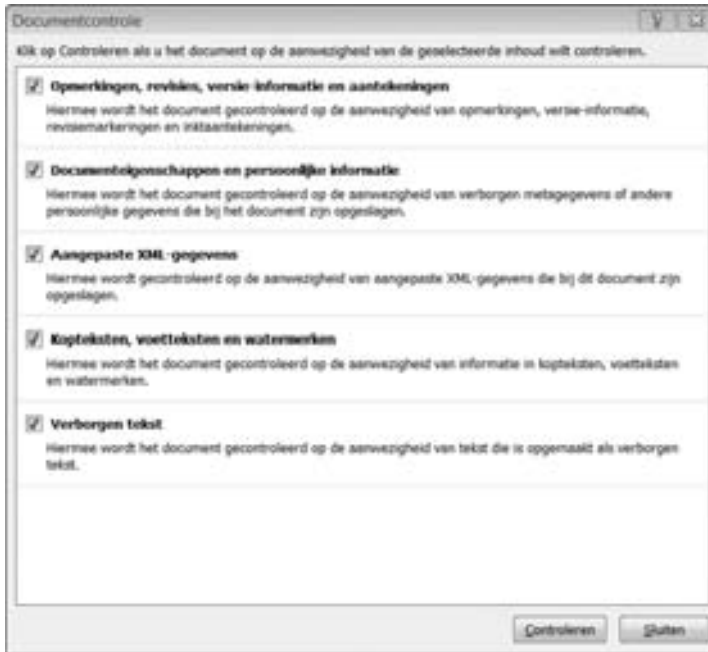 Documentcontrole
Klik op Controleren als u het document op de aanwezigheid van de geselecteerde inhoud wilt controleren.
Opmerkingen, revisies, versie-informatie en aantekeningen
Hiermee wordt het document gecontroleerd op de aanwezigheid van opmerkingen, versie-informatie,
revisiemarkeringen en inktaantekeningen.
Documenteigenschappen en persoonlijke informatie
Hiermee wordt het document gecontroleerd op de aanwezigheid van verborgen metagegevens of andere
persoonlijke gegevens die bij het document zijn opgeslagen.
Aangepaste XML-gegevens
Hiermee wordt gecontroleerd op de aanwezigheid van aangepaste XML-gegevens die bij dit document zijn
opgeslagen.
Kopteksten, voetteksten en watermerken
Hiermee wordt het document gecontroleerd op de aanwezigheid van informatie in kopteksten, voetteksten
en watermerken.
Verborgen tekst
Hiermee wordt het document gecontroleerd op de aanwezigheid van tekst die is opgemaakt als verborgen
tekst.
Controleren Sluiten